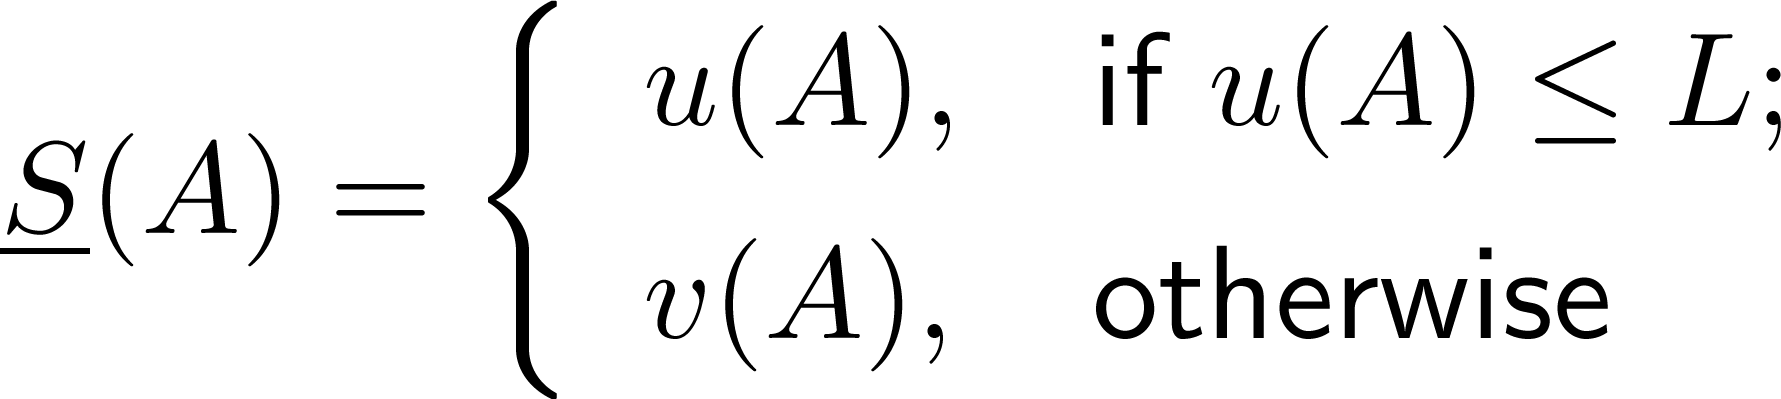 S(A) = { u(A), if u(A) ≤ L;
v(A), otherwise